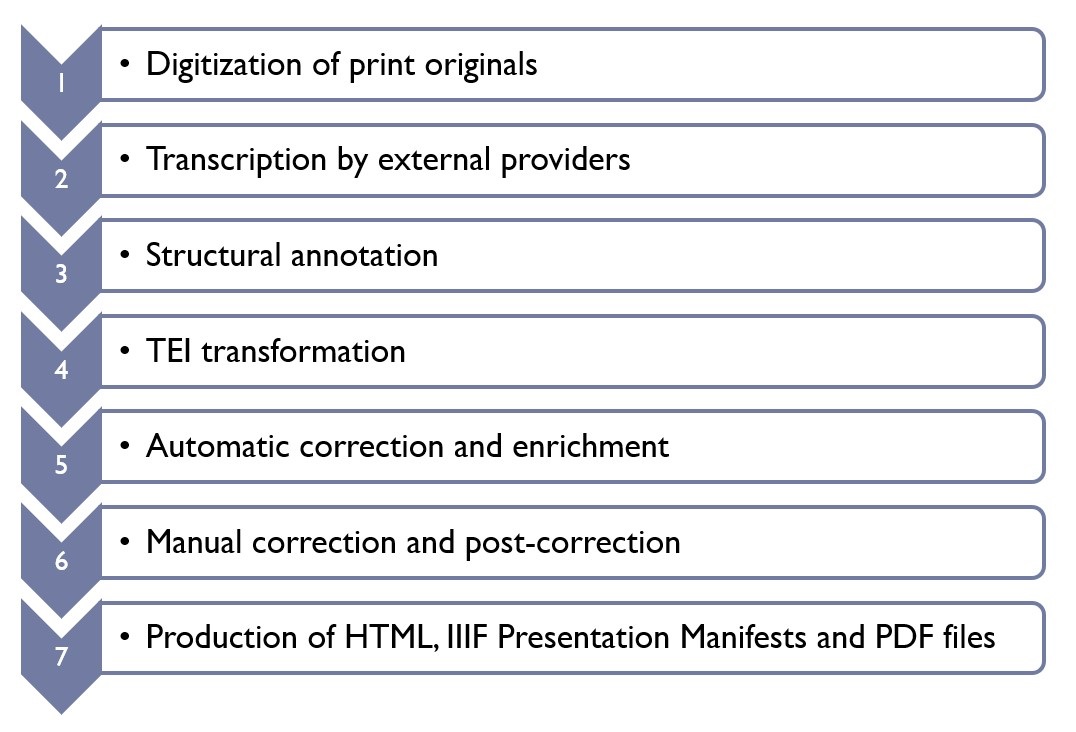 1
• Digitization of print originals
2
• Transcription by external providers
3
• Structural annotation
4
• TEI transformation
5
• Automatic correction and enrichment
6
• Manual correction and post-correction
7
• Production of HTML, IIIF Presentation Manifests and PDF files